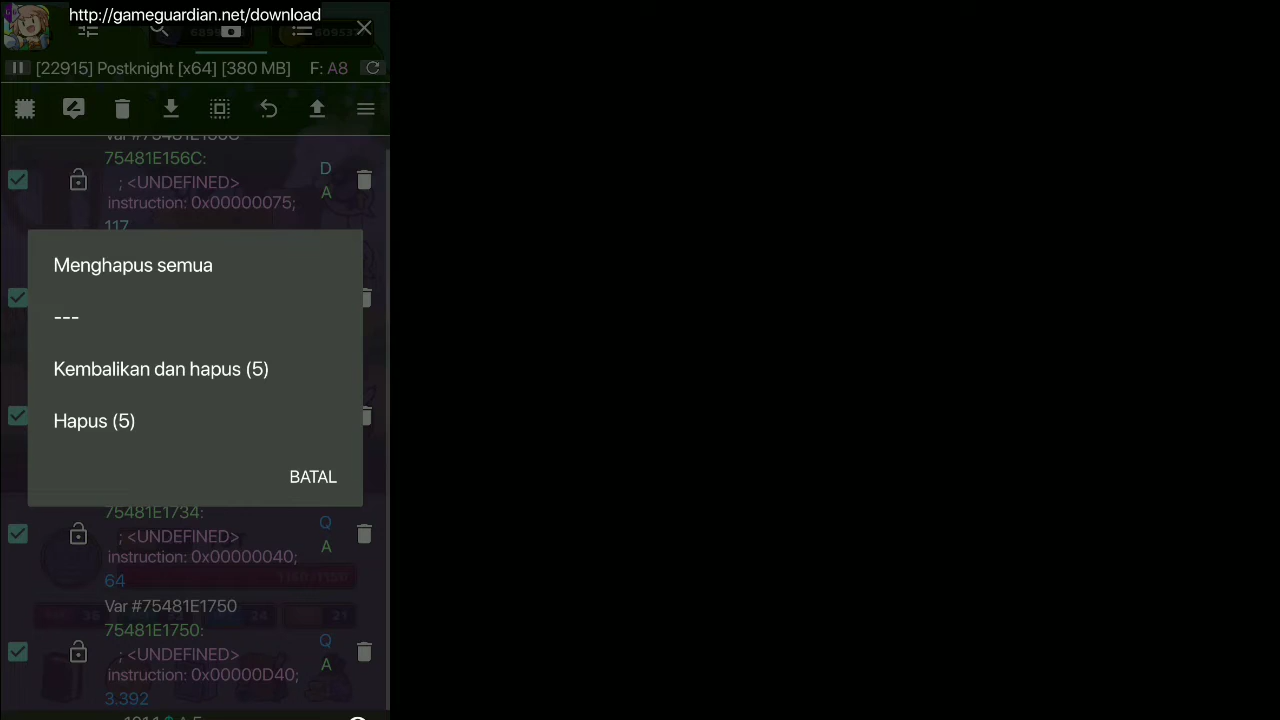 http://gameguardian.net/download
[22915] Postknight [x64] [380 MB] F: A8
75481E156C:
; <UNDEFINED>
instruction: 0x00000075;
117
D
A
Menghapus semua
---
Kembalikan dan hapus (5)
Hapus (5)
BATAL
75481E1734:
; <UNDEFINED>
instruction: 0x00000040;
64
Q
A
Var #75481E1750
75481E1750:
; <UNDEFINED>
instruction: 0x00000D40;
3.392
Q
A